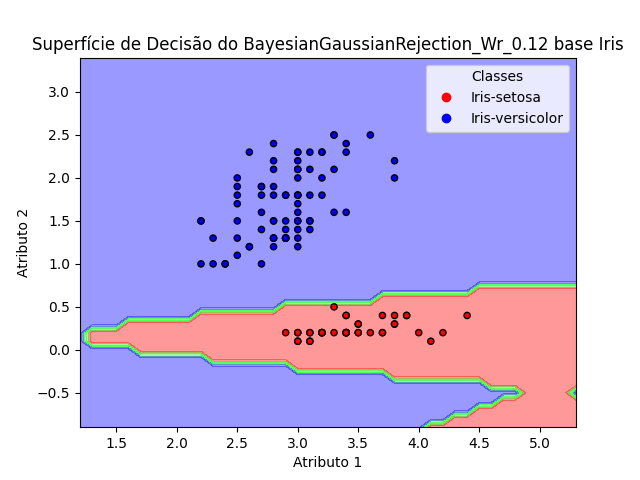 Superfície de Decisão do BayesianGaussianRejection_Wr_0.12 base Iris
Classes
Iris-setosa
Iris-versicolor
3.0
2.5
2.0
1.5
1.0
0.5
0.0
−0.5
Atributo 2
1.5 2.0 2.5 3.0 3.5 4.0 4.5 5.0
Atributo 1